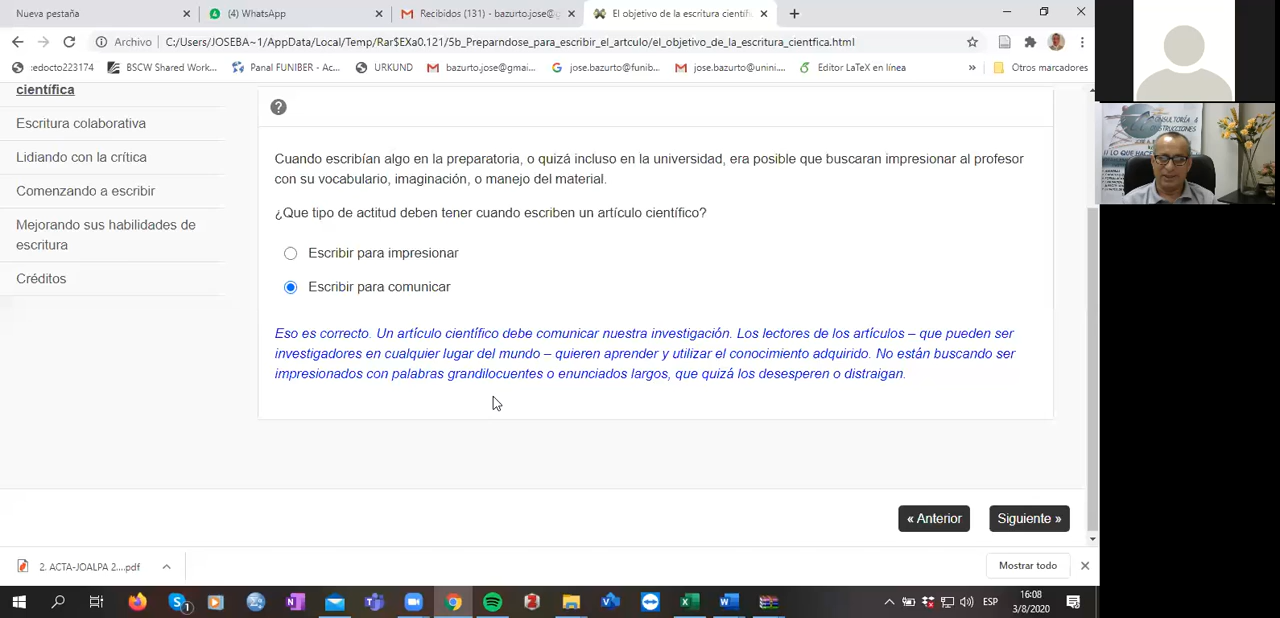 Nueva pestaña
(4) WhatsApp
Recibidos (131) - bazurto.jose@g
El objetivo de la escritura científi
Archivo
C:/Users/JOSEBA~1/AppData/Local/Temp/Rar$EXa0.121/5b_Preparndose_para_escribir_el_artculo/el_objetivo_de_la_escritura_cientfica.html
:edocto223174
BSCW Shared Work...
Panal FUNIBER - Ac...
URKUND
bazurto.jose@gmai...
jose.bazurto@funib...
jose.bazurto@unini....
Editor LaTeX en línea
»
Otros marcadores
científica
Escritura colaborativa
Lidiando con la crítica
Comenzando a escribir
Mejorando sus habilidades de
escritura
Créditos
Cuando escribían algo en la preparatoria, o quizá incluso en la universidad, era posible que buscaran impresionar al profesor
con su vocabulario, imaginación, o manejo del material.
¿Que tipo de actitud deben tener cuando escriben un artículo científico?
Escribir para impresionar
Escribir para comunicar
Eso es correcto. Un artículo científico debe comunicar nuestra investigación. Los lectores de los artículos – que pueden ser
investigadores en cualquier lugar del mundo – quieren aprender y utilizar el conocimiento adquirido. No están buscando ser
impresionados con palabras grandilocuentes o enunciados largos, que quizá los desesperen o distraigan.
« Anterior
Siguiente »
2. ACTA-JOALPA 2....pdf
Mostrar todo
ESP
16:08
3/8/2020